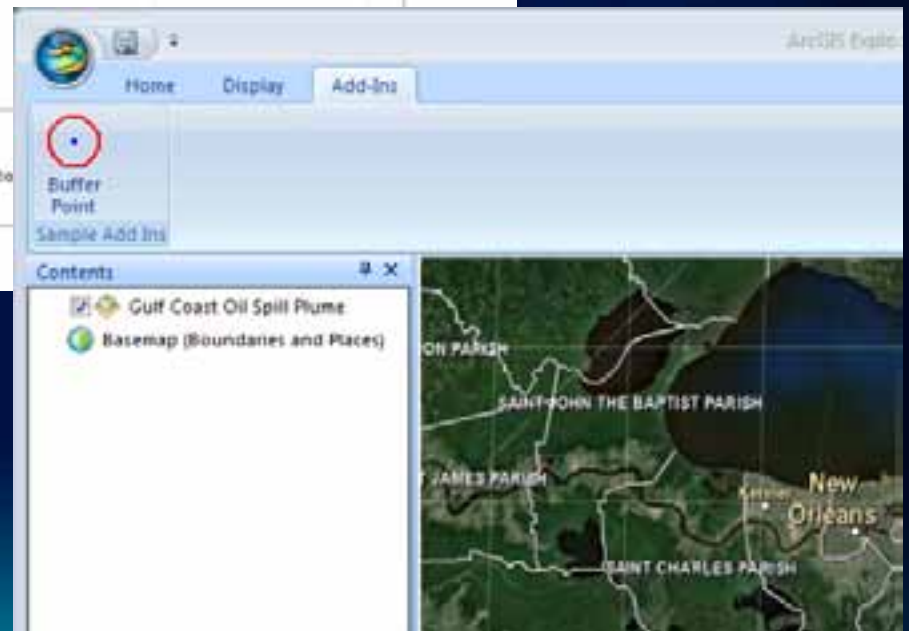 ArcGIS Explo
Home Display Add-Ins
Buffer
Point
Sample Add Ins
Contents
Gulf Coast Oil Spill Plume
Basemap (Boundaries and Places)
ON PARISH
SAINT JOHN THE BAPTIST PARISH
T JAMES PARISH
Kenner
New
Orleans
SAINT CHARLES PARISH